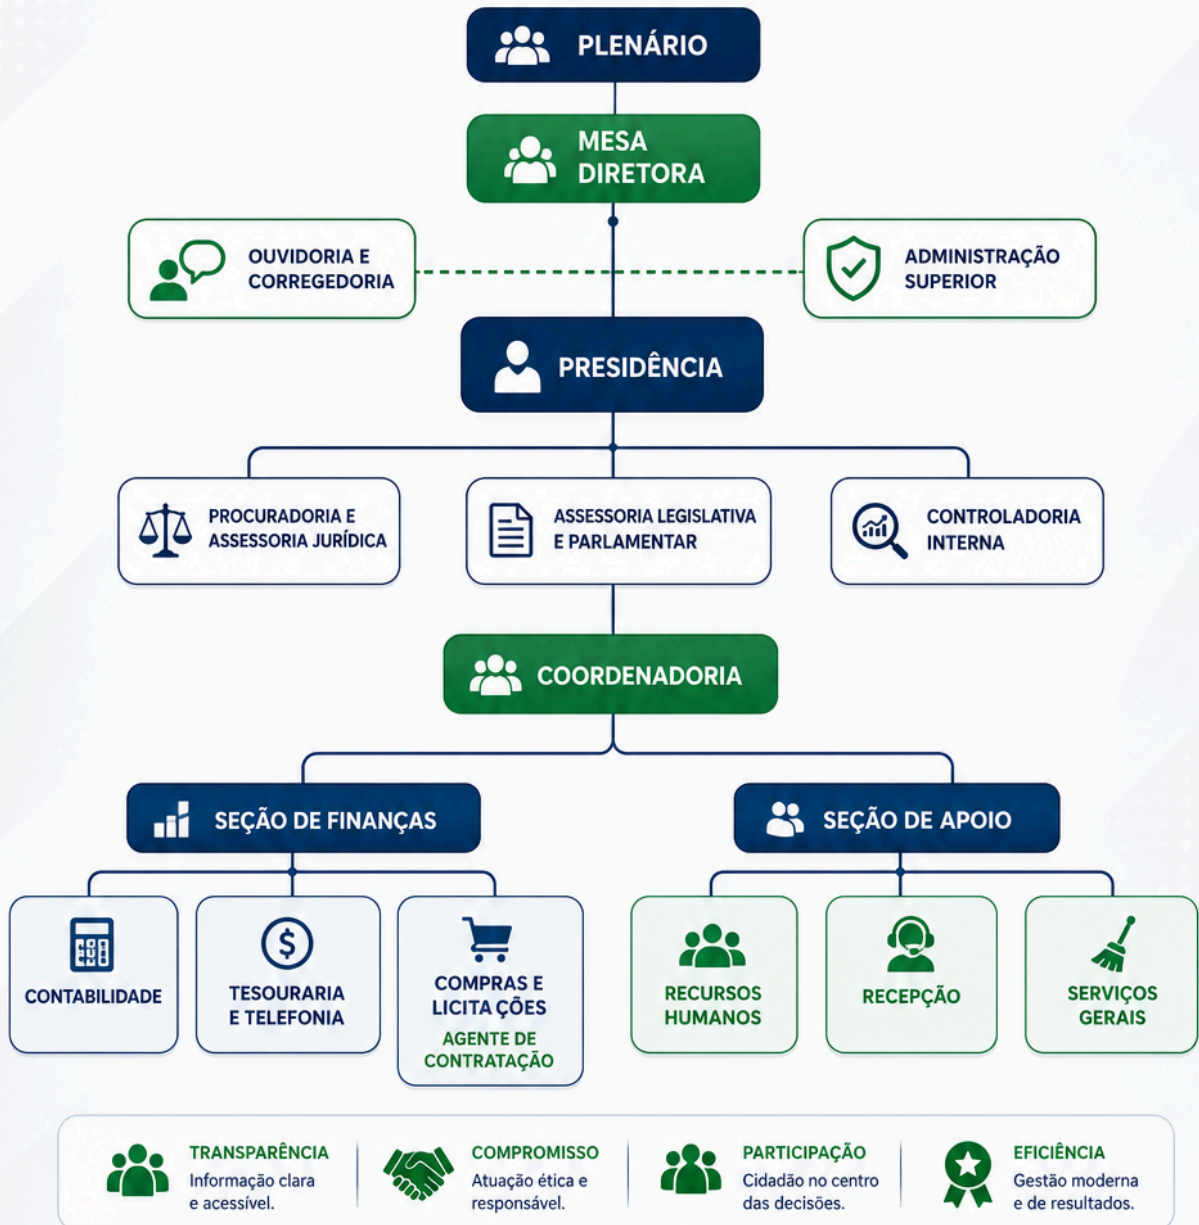 PLENÁRIO
MESA
DIRETORA
OUVIDORIA E
CORREGEDORIA
ADMINISTRAÇÃO
SUPERIOR
PRESIDÊNCIA
PROCURADORIA E
ASSESSORIA JURÍDICA
ASSESSORIA LEGISLATIVA
E PARLAMENTAR
CONTROLADORIA
INTERNA
COORDENADORIA
SEÇÃO DE FINANÇAS
SEÇÃO DE APOIO
CONTABILIDADE
TESOURARIA
E TELEFONIA
COMPRAS E
LICITA ÇÕES
AGENTE DE
CONTRATAÇÃO
RECURSOS
HUMANOS
RECEPÇÃO
SERVIÇOS
GERAIS
TRANSPARÊNCIA
Informação clara
e acessível.
COMPROMISSO
Atuação ética e
responsável.
PARTICIPAÇÃO
Cidadão no centro
das decisões.
EFICIÊNCIA
Gestão moderna
e de resultados.